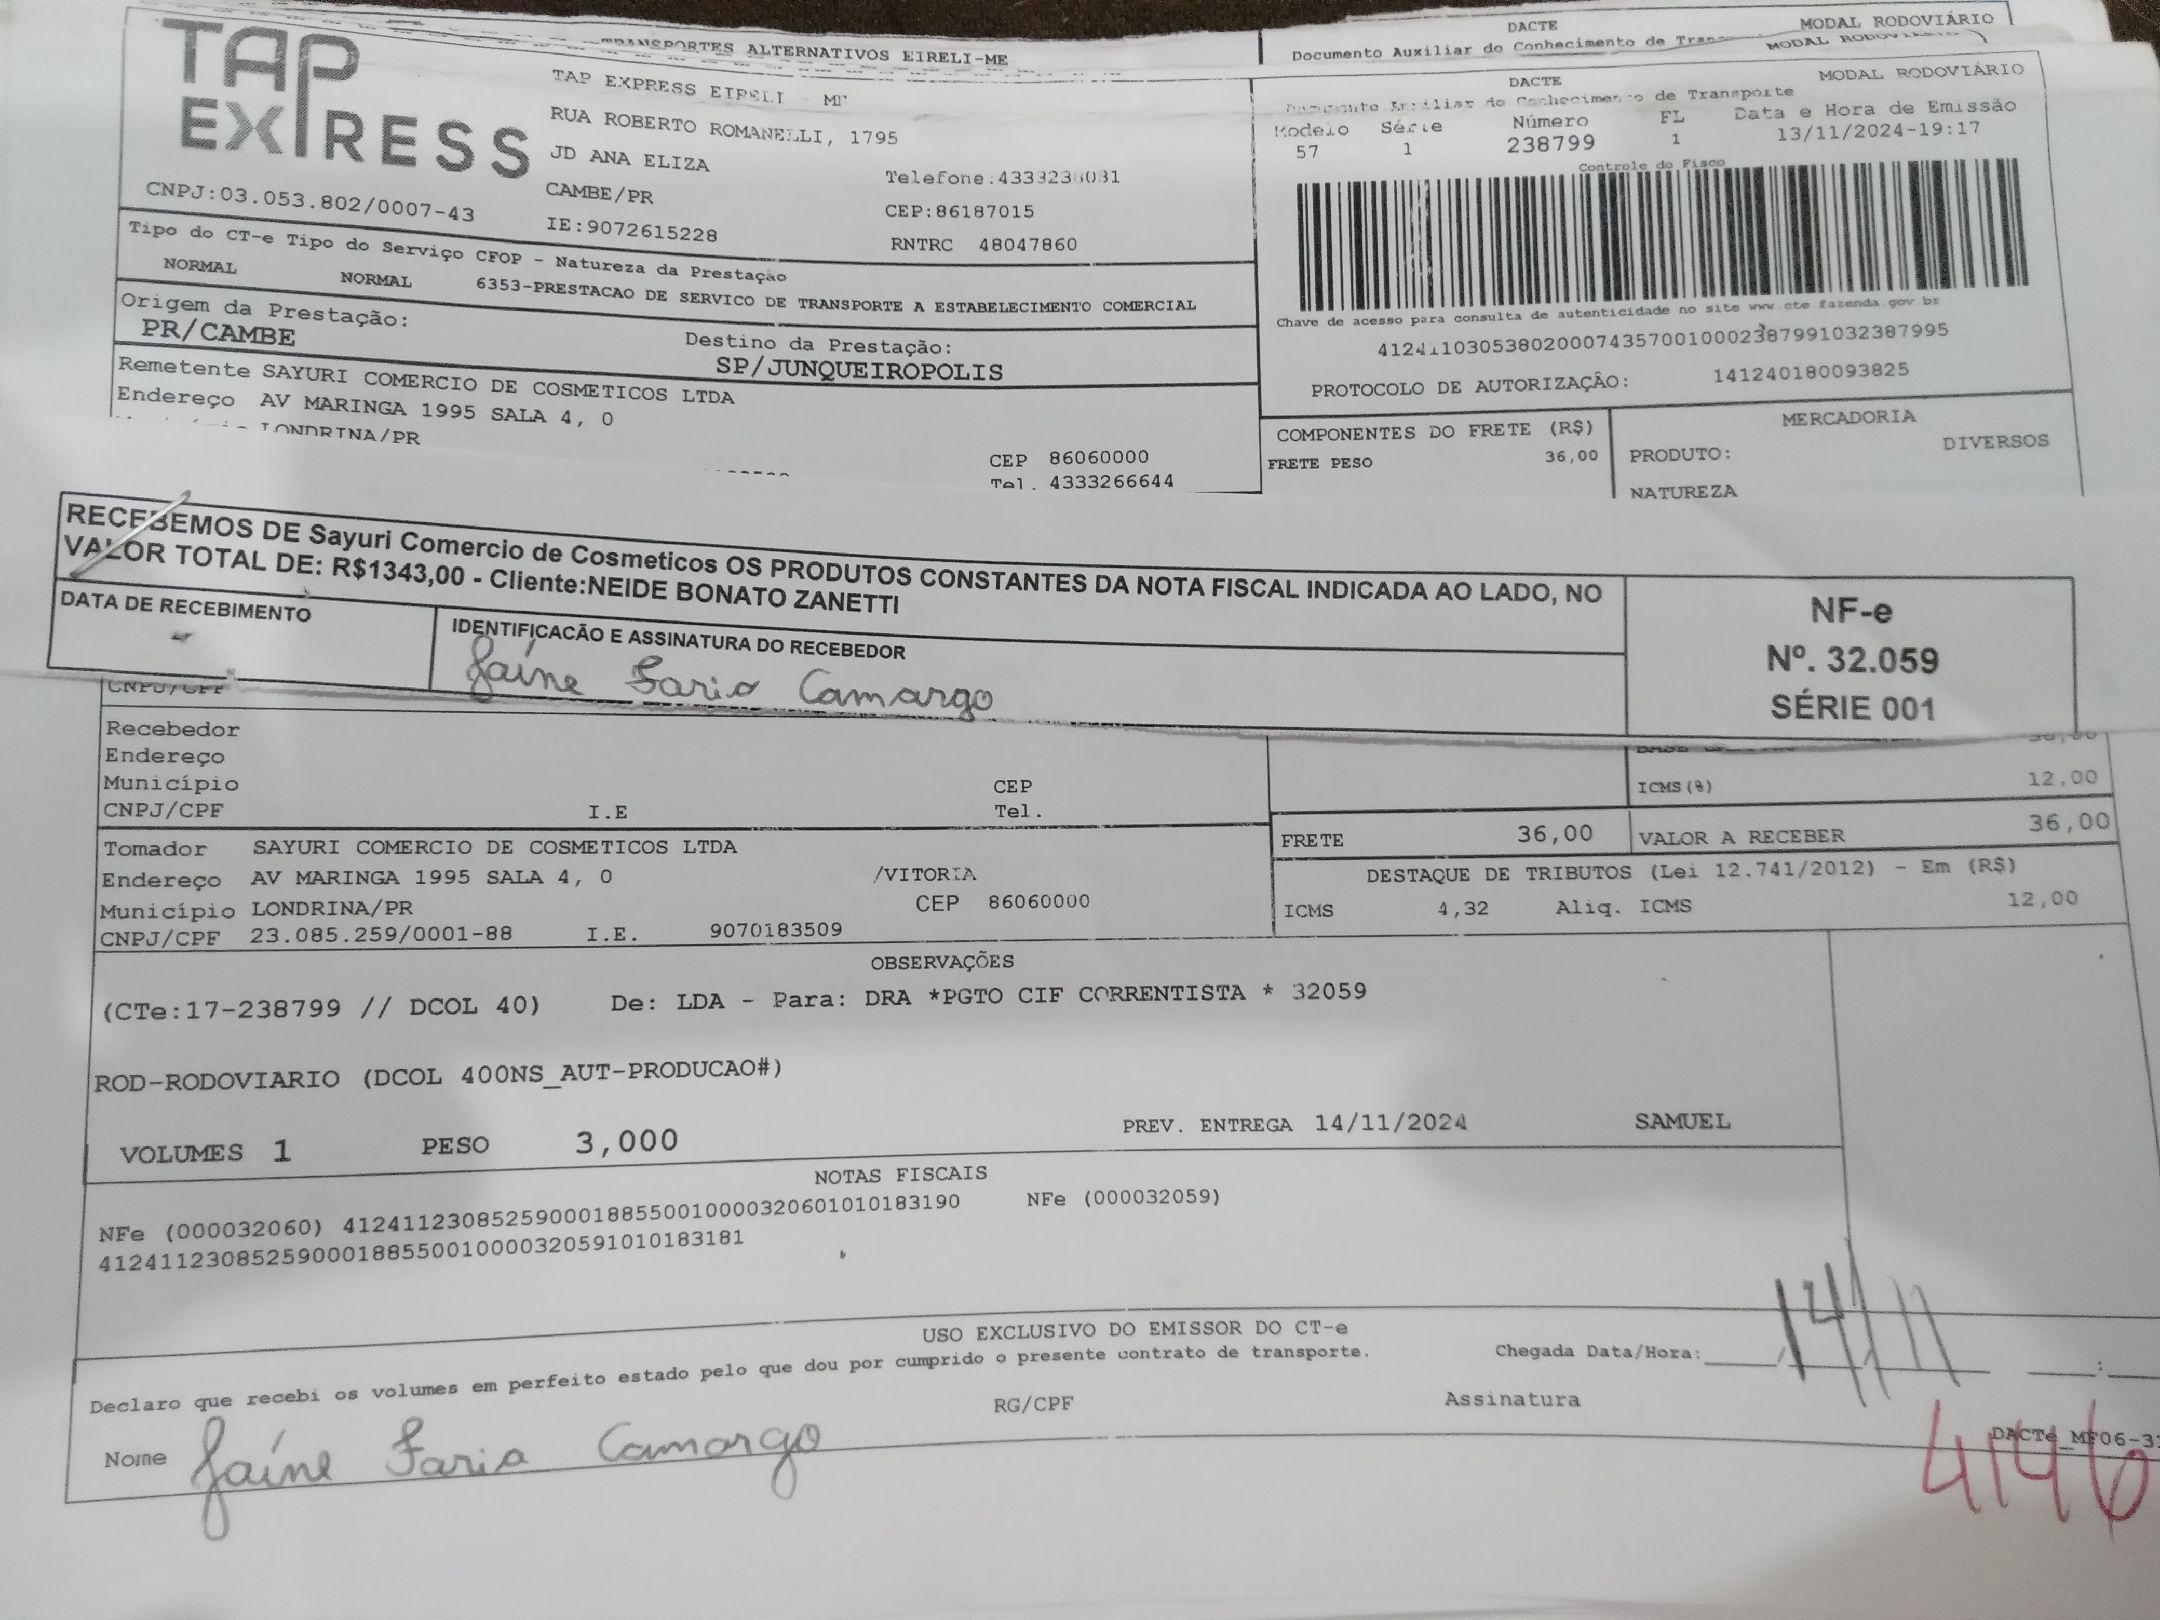 TRANSPORTES ALTERNATIVOS EIRELI-ME
DACTE
MODAL RODOVIÁRIO
Documento Auxiliar do Conhecimento de
MODAL RODOVIÁRIO
TAP EXPRESS
TAP EXPRESS EIRELI - ME
RUA ROBERTO ROMANELLI, 1795
JD ANA ELIZA
CAMBE/PR
IE:9072615228
CEP:86187015
RNTRC 48047860
CNPJ:03.053.802/0007-43
DACTE
MODAL RODOVIÁRIO
do Conhecimento de Transporte
Modelo Série Número FL Data e Hora de Emissão
57 1 238799 1 13/11/2024-19:17
Controle do Fisco
Chave de acesso para consulta de autenticidade no site www.cte.fazenda.gov.br
PROTOCOLO DE AUTORIZAÇÃO: 141240180093825
Tipo do CT-e Tipo do Serviço CFOP - Natureza da Prestação
NORMAL NORMAL 6353-PRESTACAO DE SERVICO DE TRANSPORTE A ESTABELECIMENTO COMERCIAL
Origem da Prestação:
PR/CAMBE
Destino da Prestação:
SP/JUNQUEIROPOLIS
Remetente SAYURI COMERCIO DE COSMETICOS LTDA
Endereço AV MARINGA 1995 SALA 4, 0
LONDRINA/PR
CEP 86060000
Tel. 4333266644
COMPONENTES DO FRETE (R$)
FRETE PESO 36,00
MERCADORIA
PRODUTO: DIVERSOS
NATUREZA
RECEBEMOS DE Sayuri Comercio de Cosmeticos OS PRODUTOS CONSTANTES DA NOTA FISCAL INDICADA AO LADO, NO
VALOR TOTAL DE: R$1343,00 - Cliente:NEIDE BONATO ZANETTI
DATA DE RECEBIMENTO
IDENTIFICACÃO E ASSINATURA DO RECEBEDOR
Jaíne Faria Camargo
NF-e
Nº. 32.059
SÉRIE 001
CNPJ/CPF
Recebedor
Endereço
Município CEP
CNPJ/CPF I.E Tel.
ICMS(%) 12,00
FRETE 36,00 VALOR A RECEBER 36,00
Tomador SAYURI COMERCIO DE COSMETICOS LTDA
Endereço AV MARINGA 1995 SALA 4, 0 /VITORIA
Município LONDRINA/PR CEP 86060000
CNPJ/CPF 23.085.259/0001-88 I.E. 9070183509
DESTAQUE DE TRIBUTOS (Lei 12.741/2012) - Em (R$)
ICMS 4,32 Aliq. ICMS 12,00
OBSERVAÇÕES
(CTe:17-238799 // DCOL 40) De: LDA - Para: DRA *PGTO CIF CORRENTISTA * 32059
ROD-RODOVIARIO (DCOL 400NS_AUT-PRODUCAO#)
VOLUMES 1 PESO 3,000 PREV. ENTREGA 14/11/2024 SAMUEL
NOTAS FISCAIS
NFe (000032060) 41241123085259000188550010000320601010183190 NFe (000032059)
41241123085259000188550010000320591010183181
USO EXCLUSIVO DO EMISSOR DO CT-e
Declaro que recebi os volumes em perfeito estado pelo que dou por cumprido o presente contrato de transporte.
Chegada Data/Hora: 14/11 :
Nome Jaíne Faria Camargo
RG/CPF
Assinatura
4146